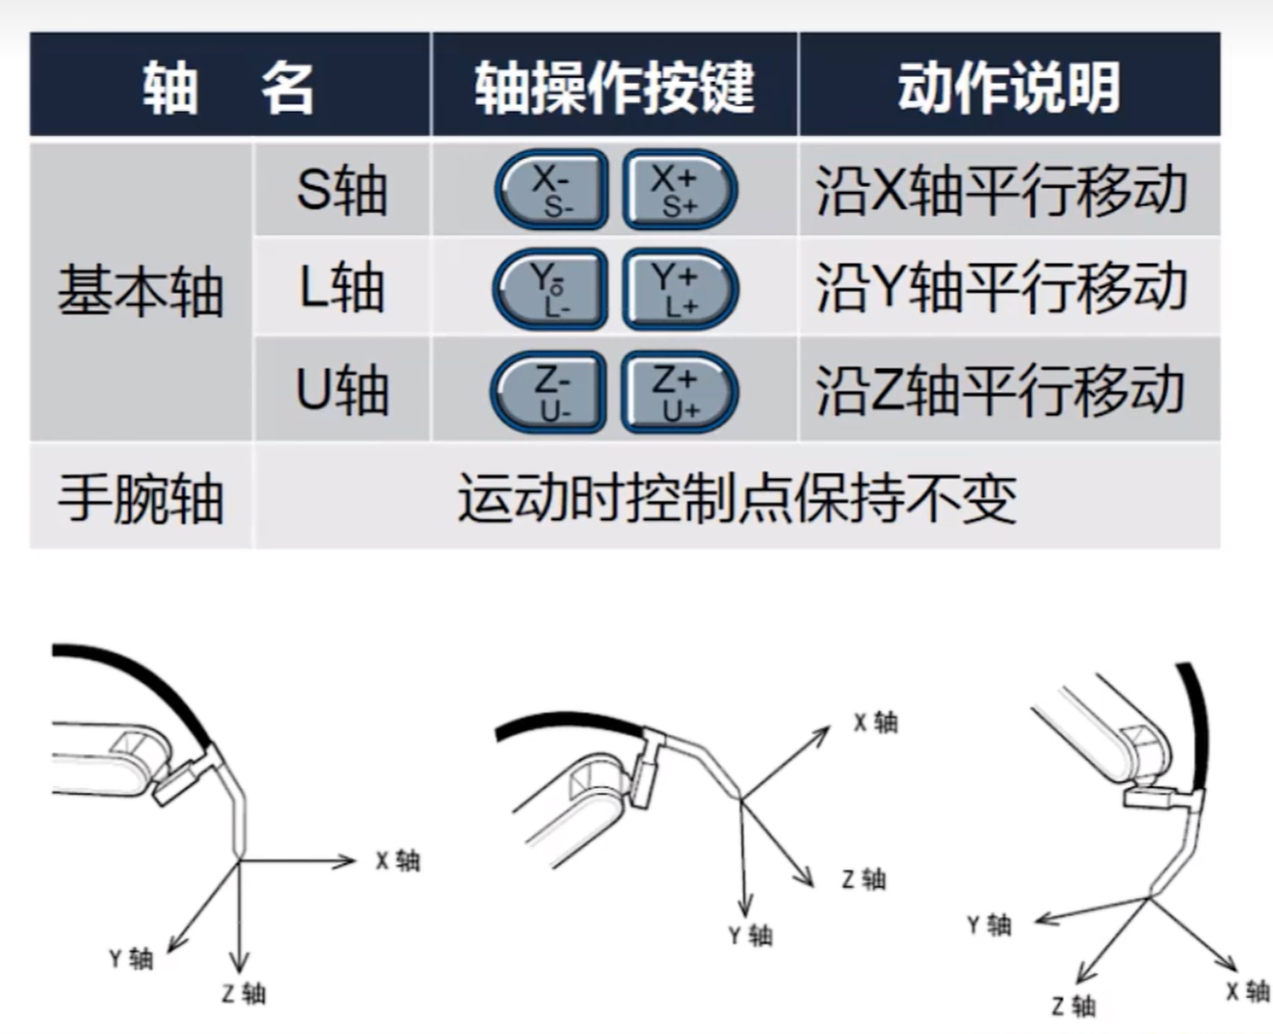 轴 名 轴操作按键 动作说明
基本轴
S轴 X- S- X+ S+ 沿X轴平行移动
L轴 Y- L- Y+ L+ 沿Y轴平行移动
U轴 Z- U- Z+ U+ 沿Z轴平行移动
手腕轴 运动时控制点保持不变
X 轴
Y 轴
Z 轴
X 轴
Z 轴
Y 轴
Y 轴
Z 轴
X 轴